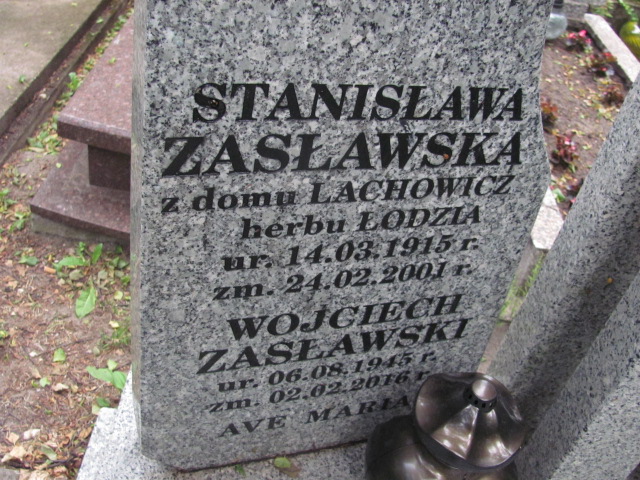 STANISŁAWA
ZASŁAWSKA
z domu LACHOWICZ
herbu ŁODZIA
ur. 14.03.1915 r.
zm. 24.02.2001 r.
WOJCIECH
ZASŁAWSKI
ur. 06.08.1945 r.
zm. 02.02.2016 r.
AVE MARIA